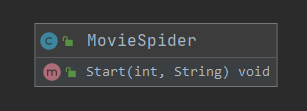 C MovieSpider
m Start(int, String) void